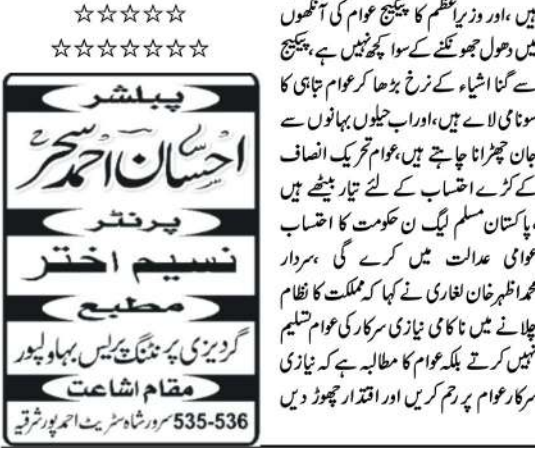 ہیں ،اور وزیراعظم کا پیکیج عوام کی آنکھوں
میں دھول جھونکنے کے سوا کچھ نہیں ہے ،پیکیج
سے گنا اشیاء کے نرخ بڑھا کر عوام تباہی کا
سونامی لاے ہیں،اوراب حیلوں بہانوں سے
جان چھڑانا چاہتے ہیں،عوام تحریک انصاف
کے کڑے احتساب کے لئے تیار بیٹھے ہیں
،پاکستان مسلم لیگ ن حکومت کا احتساب
عوامی عدالت میں کرے گی ،سردار
محمد اظہر خان لغاری نے کہا کہ مملکت کا نظام
چلانے میں ناکامی نیازی سرکار کی عوام تسلیم
نہیں کرتے بلکہ عوام کا مطالبہ ہے کہ نیازی
سرکار عوام پر رحم کریں اور اقتدار چھوڑ دیں
☆☆☆☆☆
☆☆☆☆☆☆☆
پبلشر
احسان احمد سحر
پرنٹر
نسیم اختر
مطبع
گردیزی پرنٹنگ پریس بہاولپور
مقام اشاعت
535-536 سرور شاہ سٹریٹ احمد پور شرقیہ